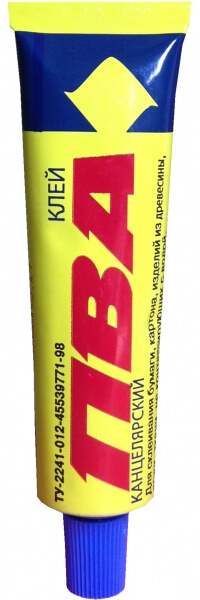 КЛЕЙ
ПВА
КАНЦЕЛЯРСКИЙ
Для склеивания бумаги, картона, изделий из древесины,
ТУ-2241-012-45539771-98